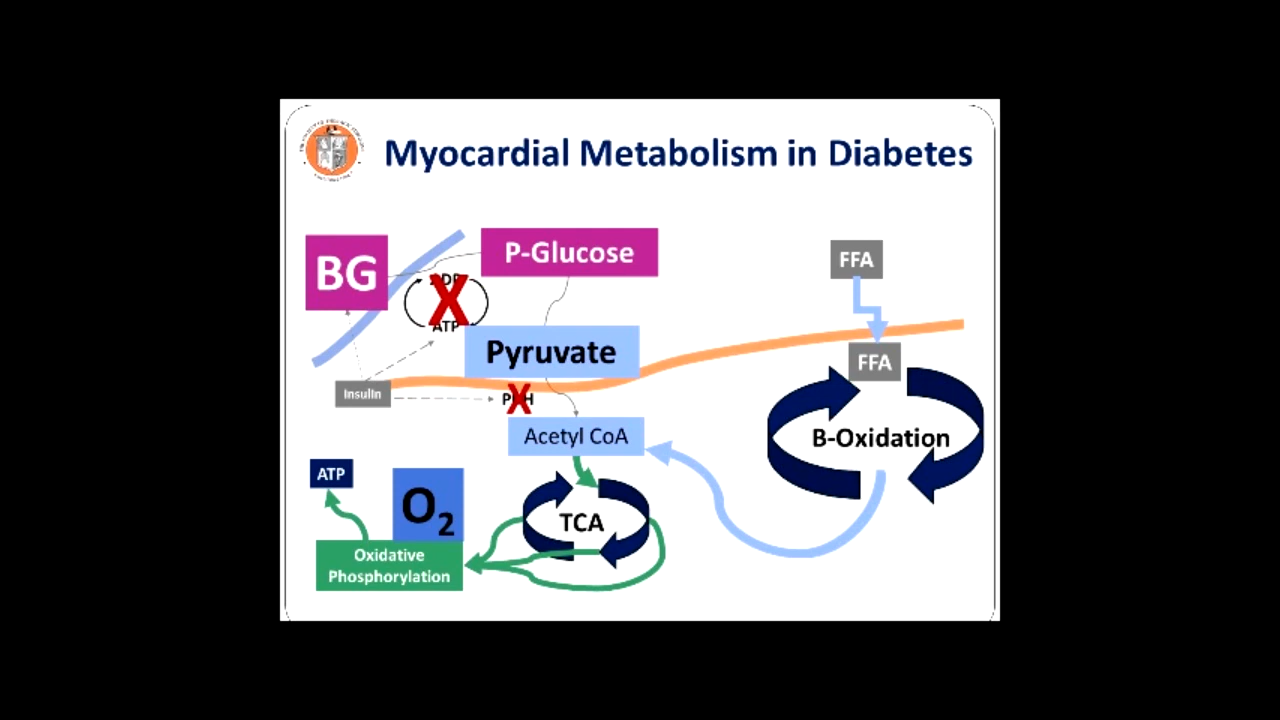 Myocardial Metabolism in Diabetes
BG
P-Glucose
FFA
ATP
Pyruvate
FFA
Insulin
Acetyl CoA
B-Oxidation
ATP
O2
TCA
Oxidative
Phosphorylation